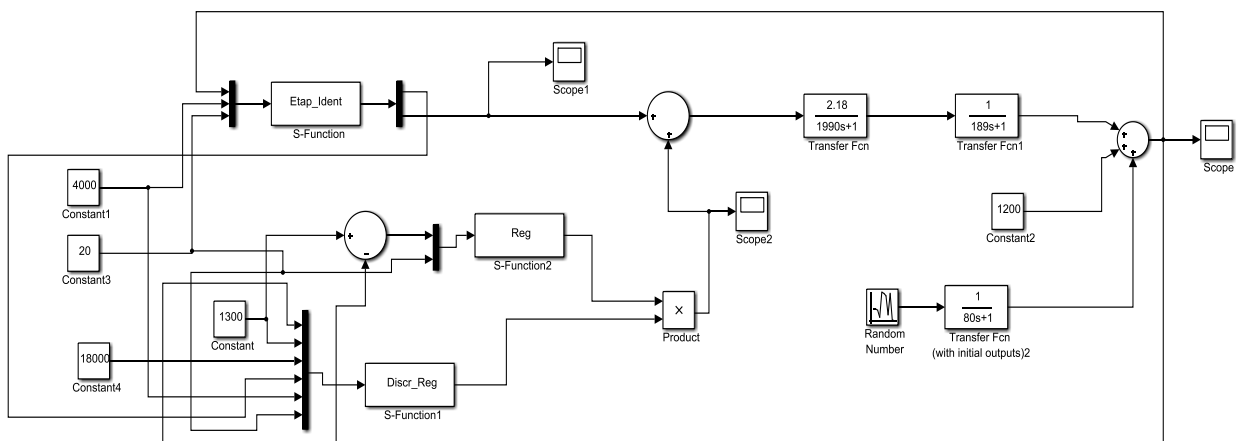 Etap_Ident
S-Function
Scope1
+
+
2.18
1990s+1
Transfer Fcn
1
189s+1
Transfer Fcn1
+
+
+
Scope
4000
Constant1
20
Constant3
+
-
Reg
S-Function2
Scope2
1200
Constant2
1300
Constant
18000
Constant4
Discr_Reg
S-Function1
×
Product
Random
Number
1
80s+1
Transfer Fcn
(with initial outputs)2